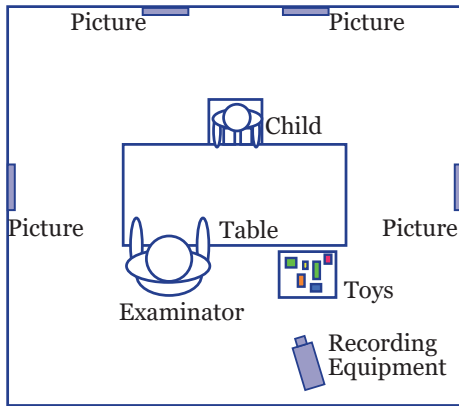 Picture
Picture
Child
Picture
Table
Picture
Examinator
Toys
Recording
Equipment